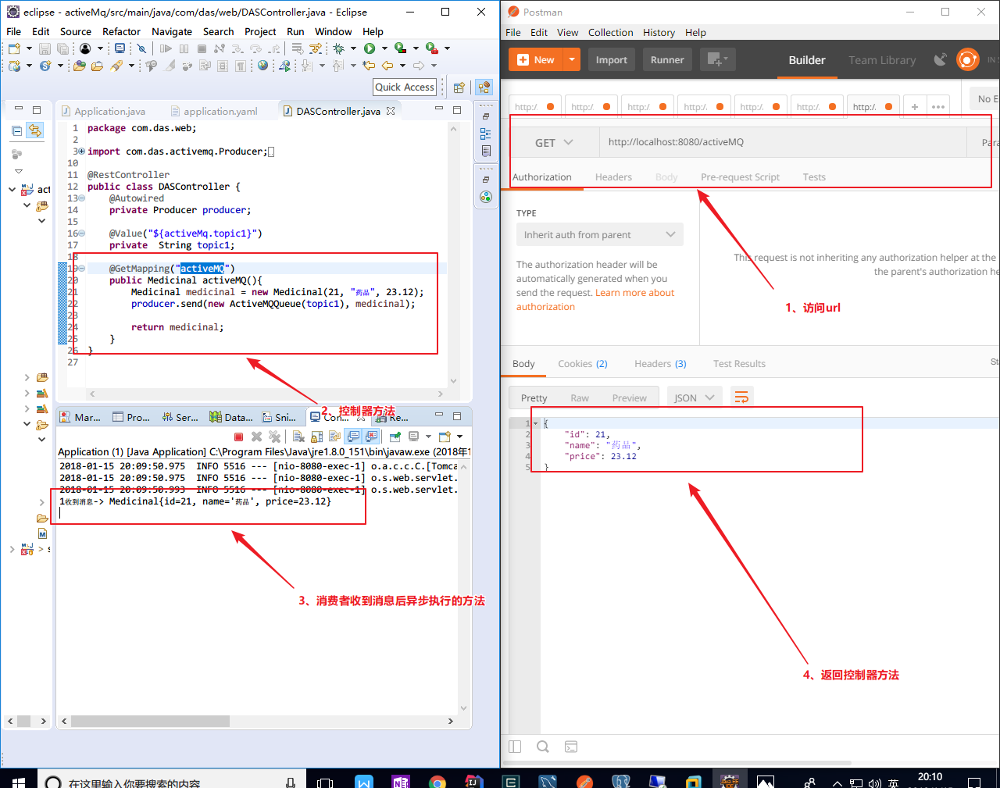 eclipse - activeMq/src/main/java/com/das/web/DASController.java - Eclipse
File Edit Source Refactor Navigate Search Project Run Window Help
Quick Access
Application.java application.yaml DASController.java
act
> s
1 package com.das.web;
2
3 import com.das.activemq.Producer;
10
11 @RestController
12 public class DASController {
13 @Autowired
14 private Producer producer;
15
16 @Value("${activeMq.topic1}")
17 private String topic1;
18
19 @GetMapping("activeMQ")
20 public Medicinal activeMQ(){
21 Medicinal medicinal = new Medicinal(21, "药品", 23.12);
22 producer.send(new ActiveMQQueue(topic1), medicinal);
23
24 return medicinal;
25 }
26 }
27
2、控制器方法
Mar... Pro... Ser... Data... Sni... Con... Re...
Application (1) [Java Application] C:\Program Files\Java\jre1.8.0_151\bin\javaw.exe (2018年1
2018-01-15 20:09:50.975 INFO 5516 --- [nio-8080-exec-1] o.a.c.c.C.[Tomca
2018-01-15 20:09:50.975 INFO 5516 --- [nio-8080-exec-1] o.s.web.servlet.
2018-01-15 20:09:50.993 INFO 5516 --- [nio-8080-exec-1] o.s.web.servlet.
1收到消息-> Medicinal{id=21, name='药品', price=23.12}
3、消费者收到消息后异步执行的方法
Postman
File Edit View Collection History Help
New Import Runner Builder Team Library IN S
http:/. http:/. http:/. http:/. http:/. http:/. http:/. + ••• No E
GET http://localhost:8080/activeMQ Para
Authorization Headers Body Pre-request Script Tests
TYPE
Inherit auth from parent
The authorization header will be
automatically generated when you
send the request. Learn more about
authorization
This request is not inheriting any authorization helper at the
the parent's authorization he
1、访问url
Body Cookies (2) Headers (3) Test Results Sta
Pretty Raw Preview JSON
1 {
2 "id": 21,
3 "name": "药品",
4 "price": 23.12
5 }
4、返回控制器方法
在这里输入你要搜索的内容
英
20:10